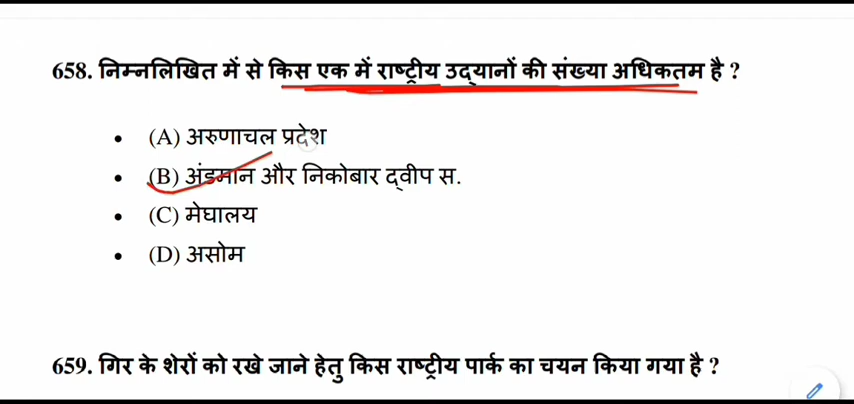 658. निम्नलिखित में से किस एक में राष्ट्रीय उद्यानों की संख्या अधिकतम है ?
• (A) अरुणाचल प्रदेश
• (B) अंडमान और निकोबार द्वीप स.
• (C) मेघालय
• (D) असोम
659. गिर के शेरों को रखे जाने हेतु किस राष्ट्रीय पार्क का चयन किया गया है ?